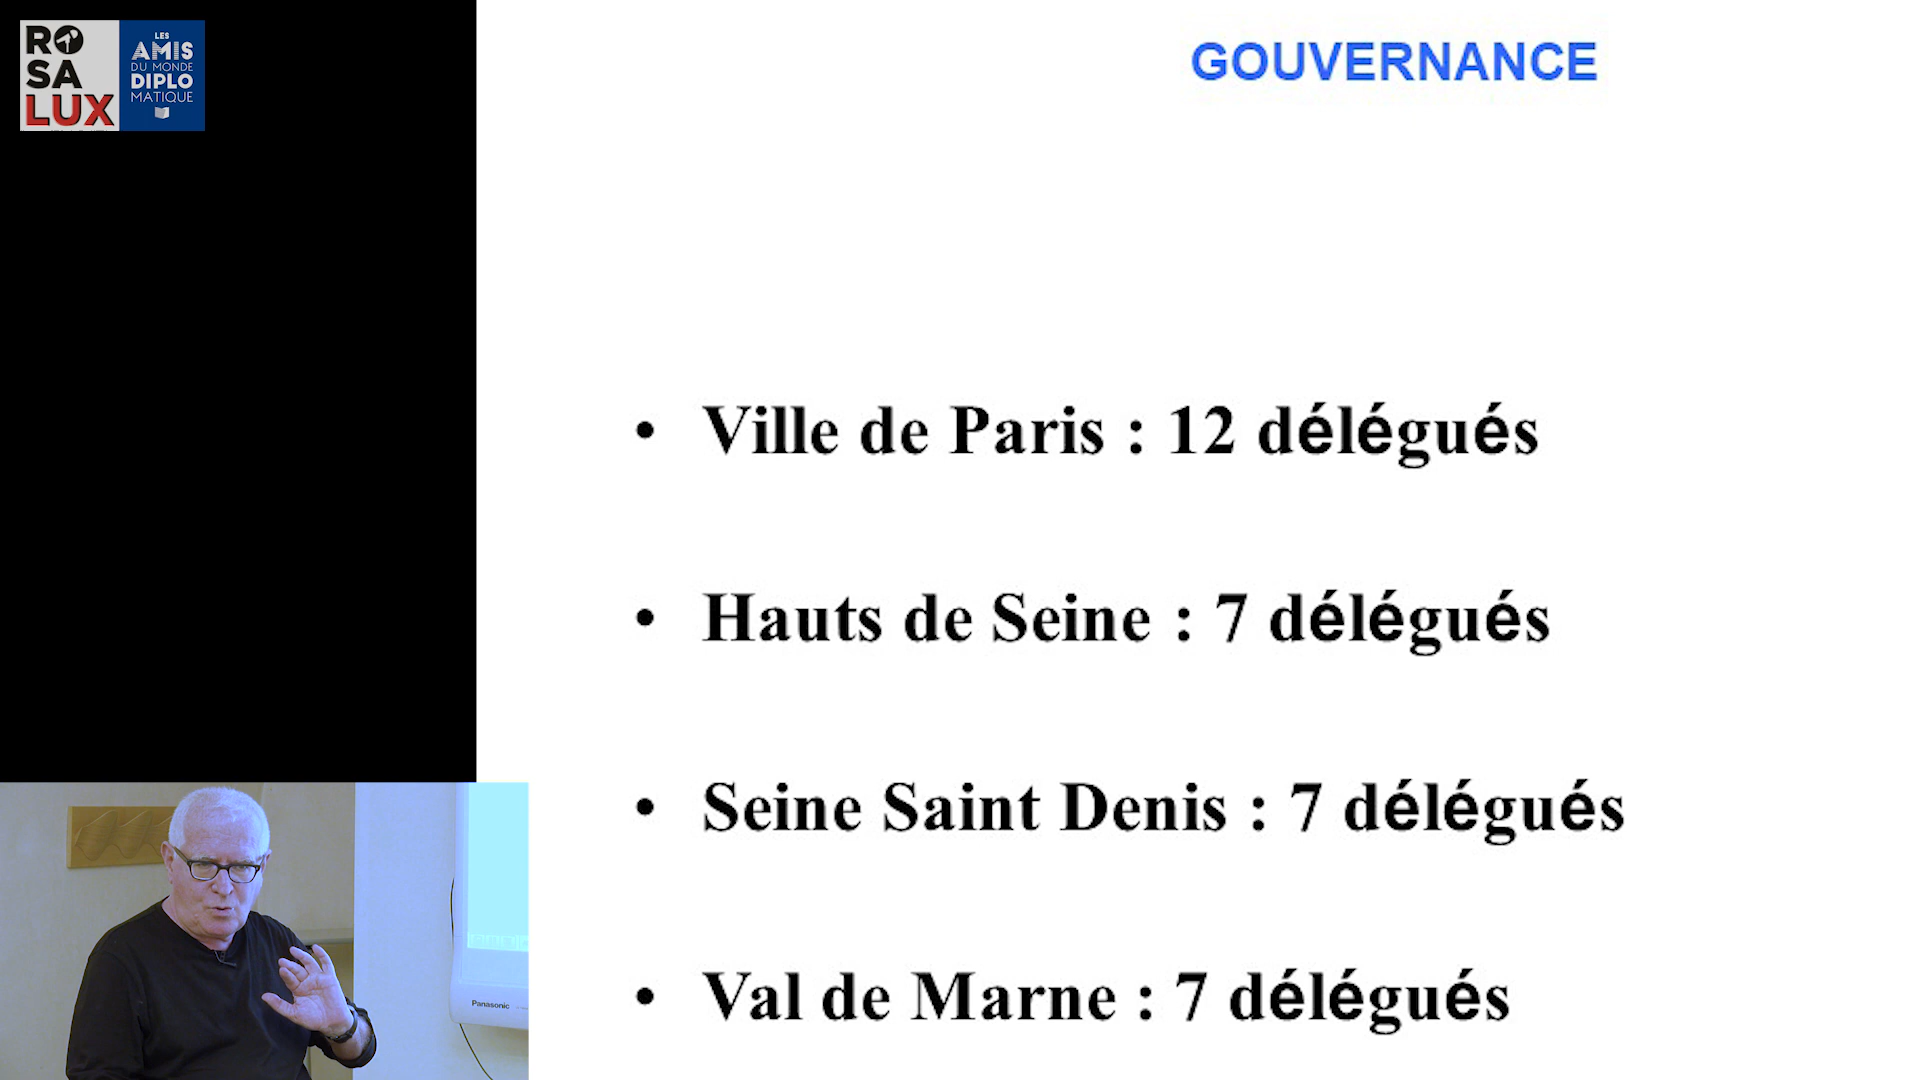 RO
SA
LUX
LES
AMIS
DU MONDE
DIPLO
MATIQUE
GOUVERNANCE
• Ville de Paris : 12 délégués
• Hauts de Seine : 7 délégués
• Seine Saint Denis : 7 délégués
• Val de Marne : 7 délégués
Panasonic